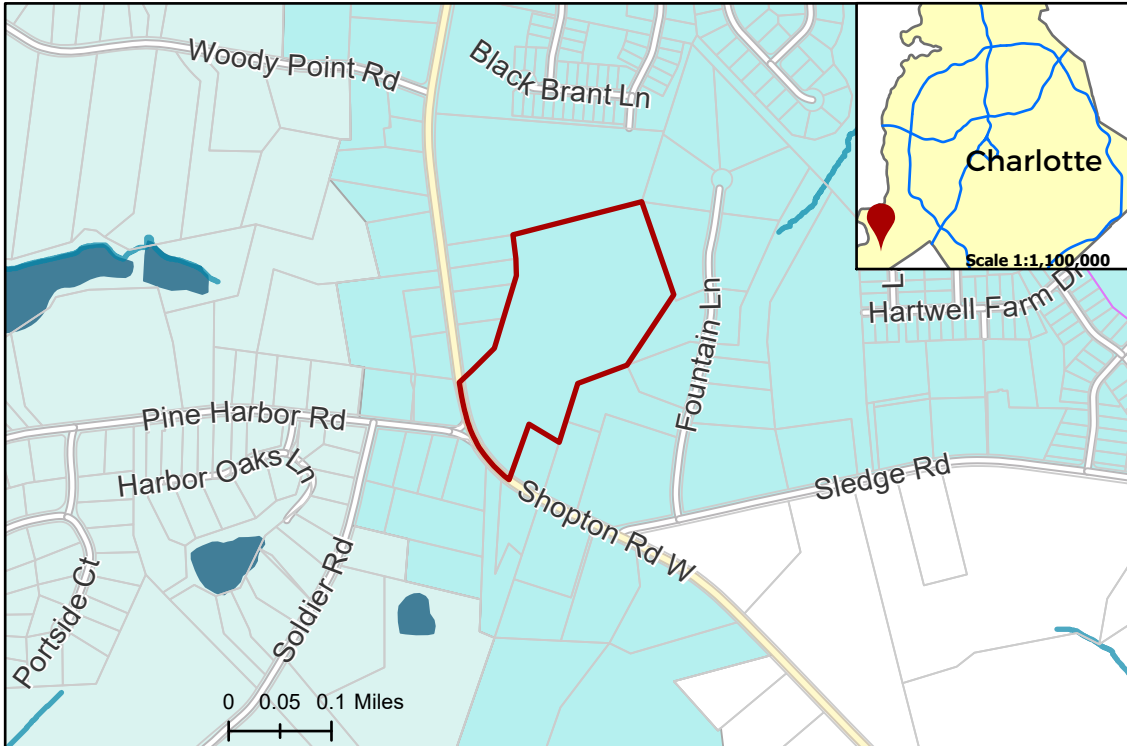 Woody Point Rd
Black Brant Ln
Charlotte
Scale 1:1,100,000
L
Hartwell Farm Dr
Fountain Ln
Pine Harbor Rd
Harbor Oaks Ln
Sledge Rd
Shopton Rd W
Soldier Rd
Portside Ct
0 0.05 0.1 Miles